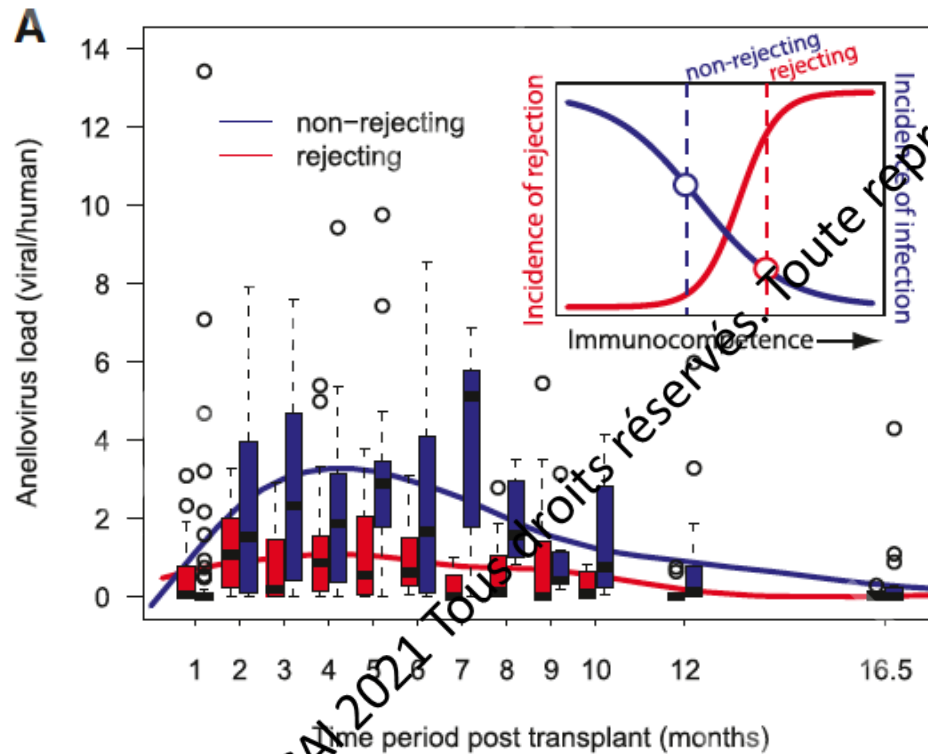 A
14
12
10
8
6
4
2
0
Anellovirus load (viral/human)
non-rejecting
rejecting
non-rejecting
rejecting
Incidence of rejection
Incidence of infection
Immunocompetence
1 2 3 4 5 6 7 8 9 10 12 16.5
Time period post transplant (months)
2021 Tous droits réservés. Toute